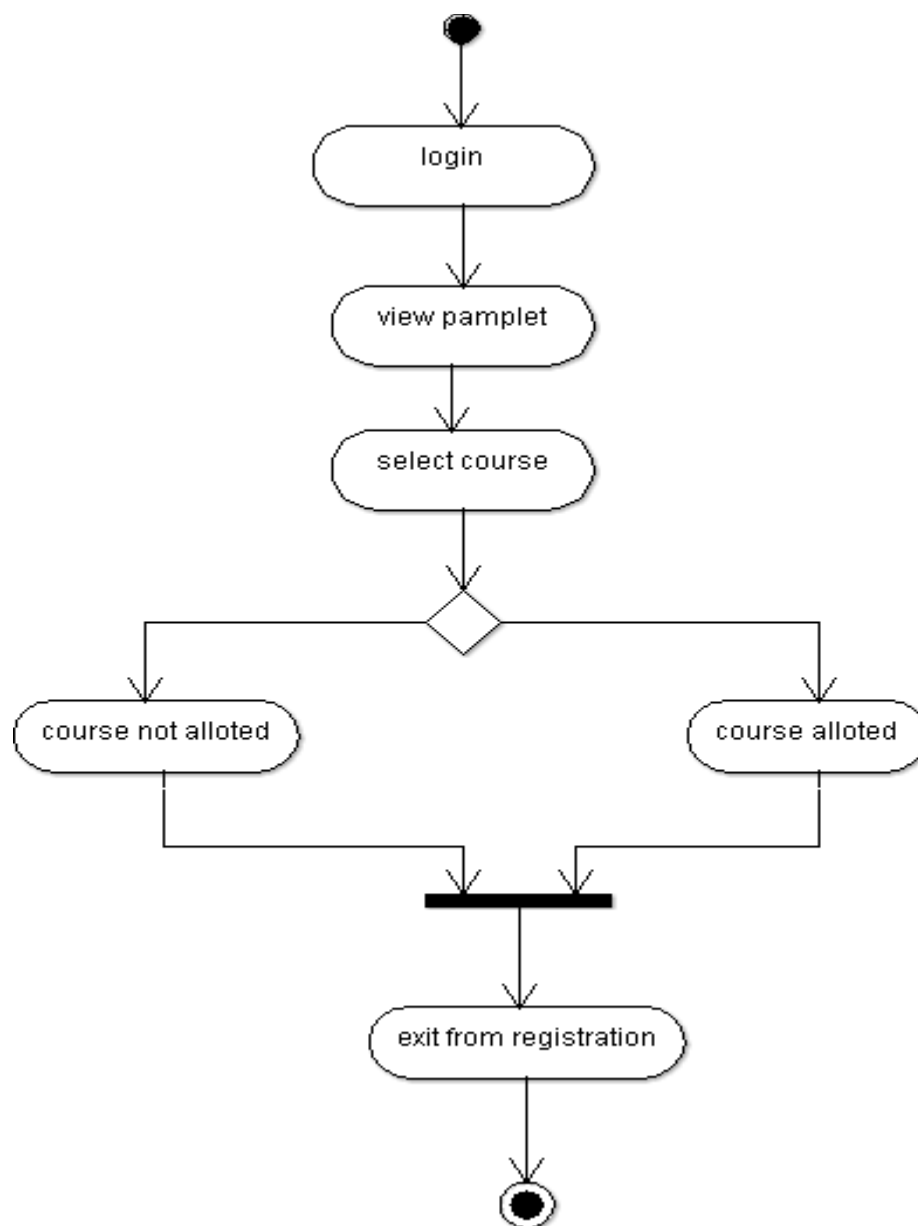 login
view pamplet
select course
course not alloted
course alloted
exit from registration